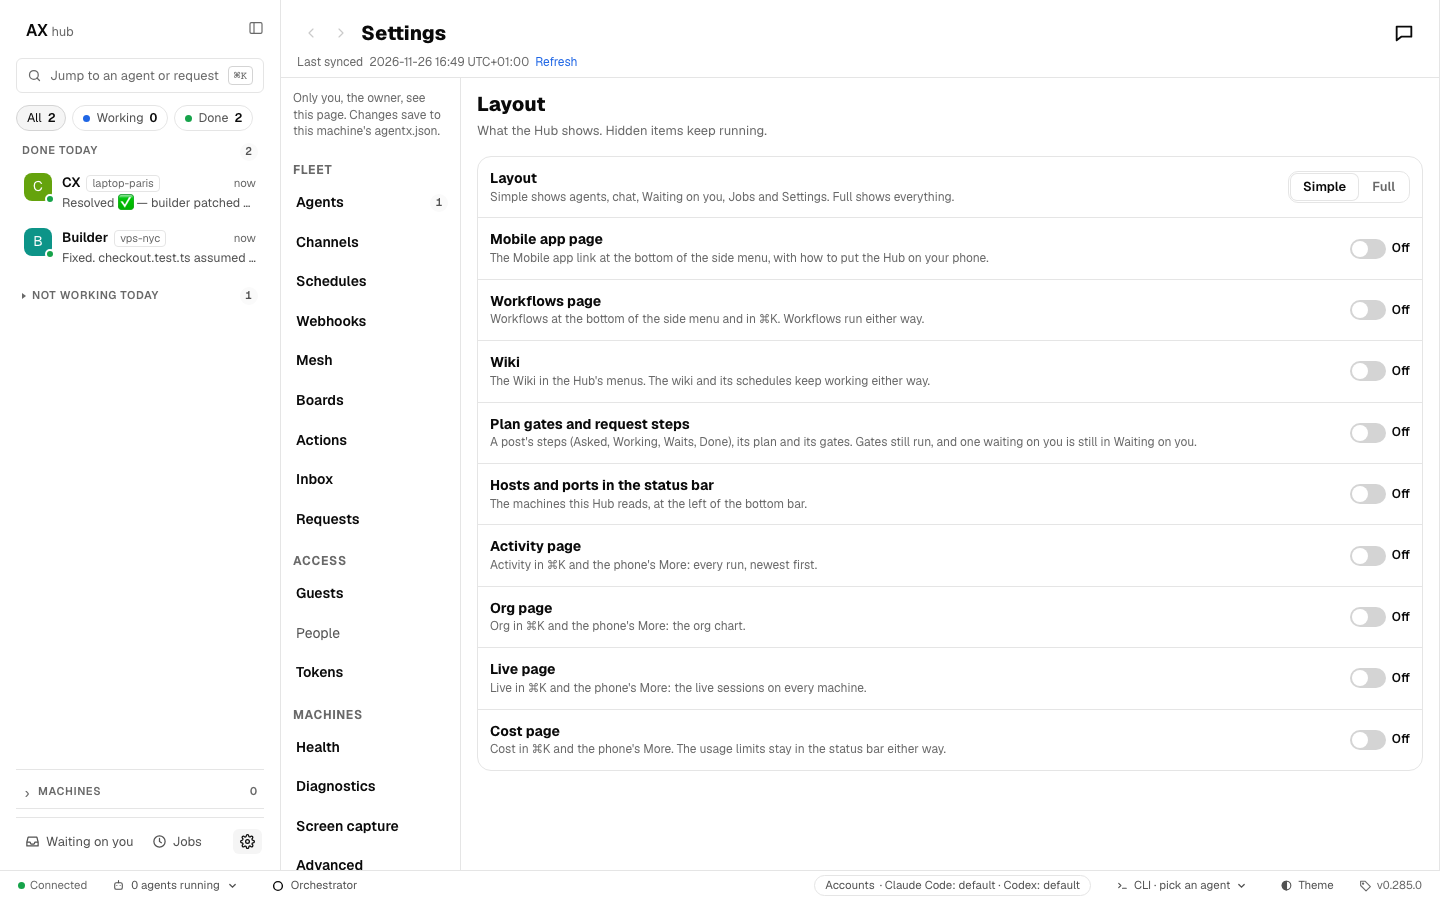 AX hub
Jump to an agent or request ⌘K
All 2 Working 0 Done 2
DONE TODAY 2
CX laptop-paris now
Resolved ✅ — builder patched …
Builder vps-nyc now
Fixed. checkout.test.ts assumed …
NOT WORKING TODAY 1
MACHINES 0
Waiting on you Jobs
Settings
Last synced 2026-11-26 16:49 UTC+01:00 Refresh
Only you, the owner, see
this page. Changes save to
this machine's agentx.json.
FLEET
Agents 1
Channels
Schedules
Webhooks
Mesh
Boards
Actions
Inbox
Requests
ACCESS
Guests
People
Tokens
MACHINES
Health
Diagnostics
Screen capture
Advanced
Layout
What the Hub shows. Hidden items keep running.
Layout
Simple shows agents, chat, Waiting on you, Jobs and Settings. Full shows everything.
Simple Full
Mobile app page
The Mobile app link at the bottom of the side menu, with how to put the Hub on your phone.
Off
Workflows page
Workflows at the bottom of the side menu and in ⌘K. Workflows run either way.
Off
Wiki
The Wiki in the Hub's menus. The wiki and its schedules keep working either way.
Off
Plan gates and request steps
A post's steps (Asked, Working, Waits, Done), its plan and its gates. Gates still run, and one waiting on you is still in Waiting on you.
Off
Hosts and ports in the status bar
The machines this Hub reads, at the left of the bottom bar.
Off
Activity page
Activity in ⌘K and the phone's More: every run, newest first.
Off
Org page
Org in ⌘K and the phone's More: the org chart.
Off
Live page
Live in ⌘K and the phone's More: the live sessions on every machine.
Off
Cost page
Cost in ⌘K and the phone's More. The usage limits stay in the status bar either way.
Off
Connected 0 agents running Orchestrator Accounts · Claude Code: default · Codex: default CLI · pick an agent Theme v0.285.0